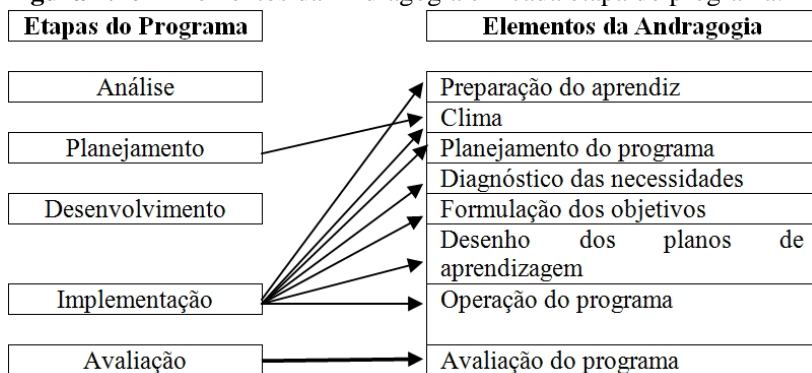 Etapas do Programa
Elementos da Andragogia
Análise
Planejamento
Desenvolvimento
Implementação
Avaliação
Preparação do aprendiz
Clima
Planejamento do programa
Diagnóstico das necessidades
Formulação dos objetivos
Desenho dos planos de
aprendizagem
Operação do programa
Avaliação do programa